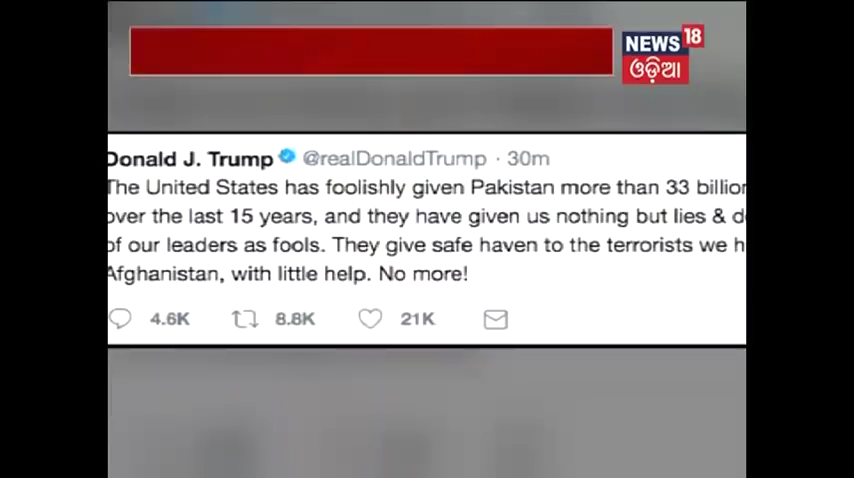 NEWS 18
ଓଡ଼ିଆ
Donald J. Trump @realDonaldTrump · 30m
The United States has foolishly given Pakistan more than 33 billion
over the last 15 years, and they have given us nothing but lies & d
of our leaders as fools. They give safe haven to the terrorists we h
Afghanistan, with little help. No more!
4.6K 8.8K 21K